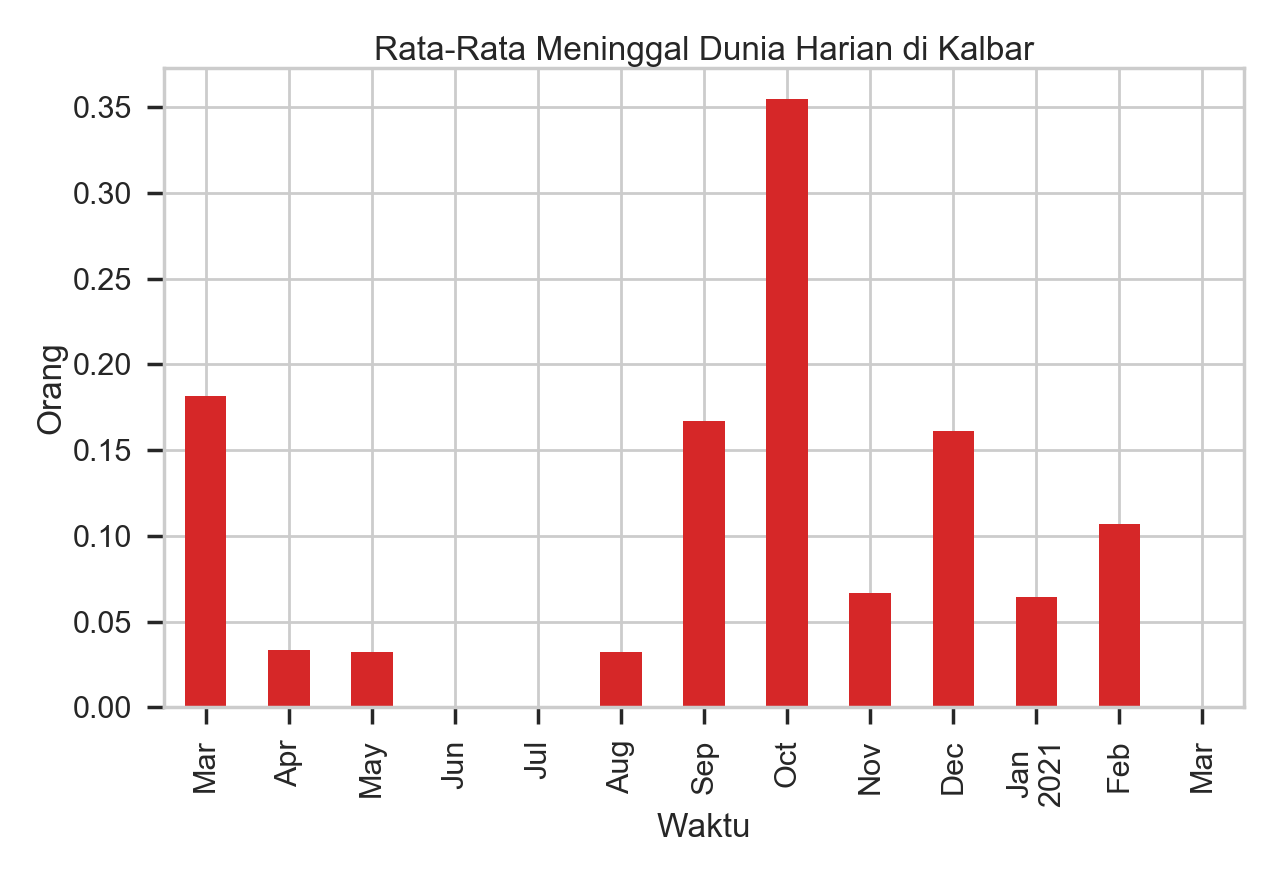 Rata-Rata Meninggal Dunia Harian di Kalbar
0.35
0.30
0.25
0.20
0.15
0.10
0.05
0.00
Orang
Mar
Apr
May
Jun
Jul
Aug
Sep
Oct
Nov
Dec
Jan
2021
Feb
Mar
Waktu